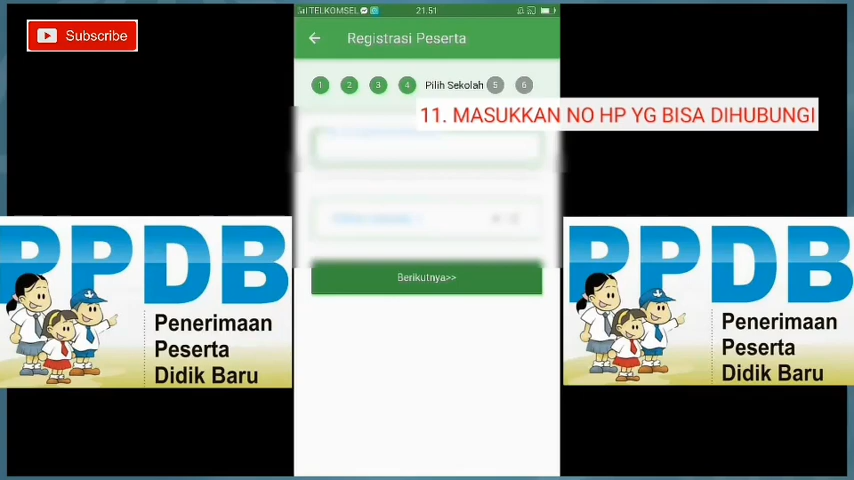 TELKOMSEL
21.51
Subscribe
Registrasi Peserta
1 2 3 4 Pilih Sekolah 5 6
11. MASUKKAN NO HP YG BISA DIHUBUNGI
Berikutnya>>
PPDB
Penerimaan
Peserta
Didik Baru
PPDB
Penerimaan
Peserta
Didik Baru